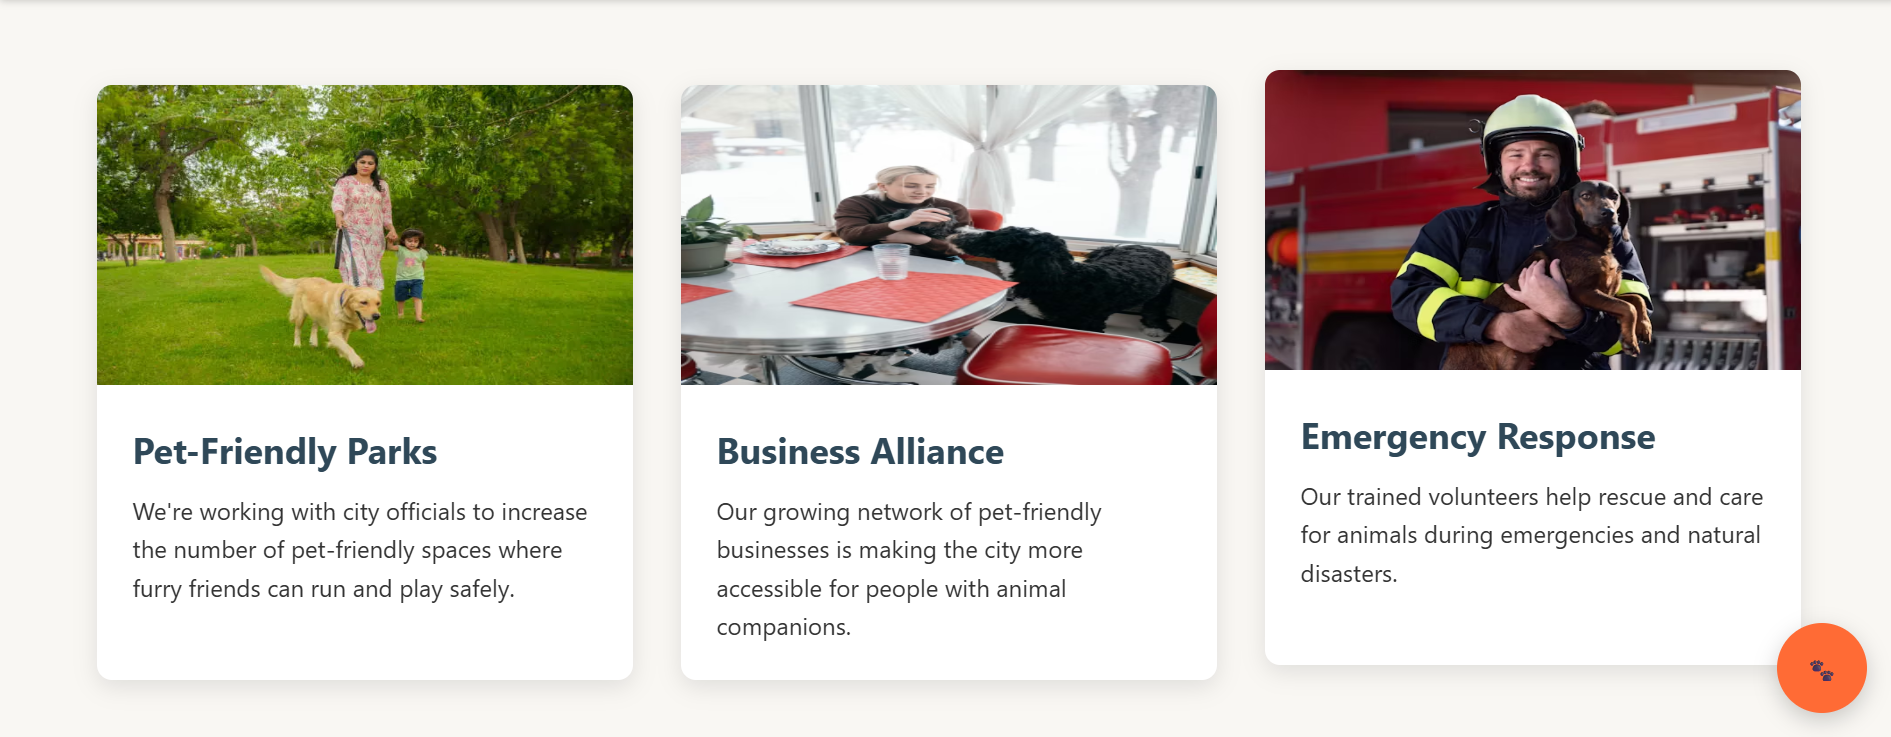 Pet-Friendly Parks
We're working with city officials to increase
the number of pet-friendly spaces where
furry friends can run and play safely.
Business Alliance
Our growing network of pet-friendly
businesses is making the city more
accessible for people with animal
companions.
Emergency Response
Our trained volunteers help rescue and care
for animals during emergencies and natural
disasters.